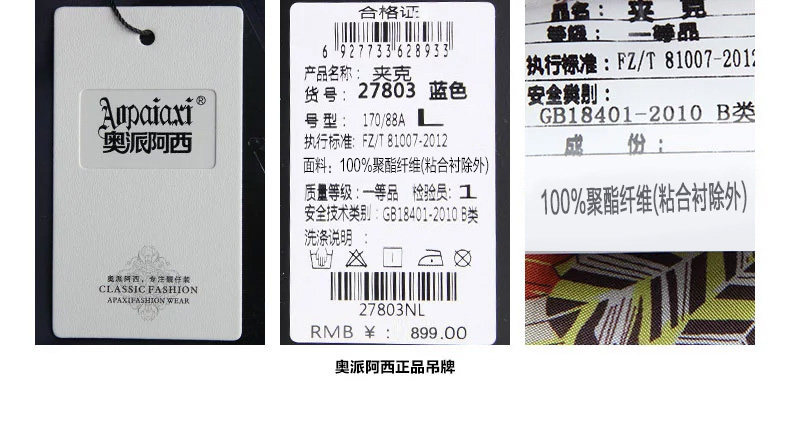 Aopaiaxi®
奥派阿西
奥派阿西，专注靓仔装
CLASSIC FASHION
APAXIFASHION WEAR
合格证
6 927733 628933
产品名称： 夹克
货号： 27803 蓝色
号型： 170/88A L
执行标准: FZ/T 81007-2012
面料: 100%聚酯纤维(粘合衬除外)
质量等级:一等品 检验员: 1
安全技术类别: GB18401-2010 B类
洗涤说明 :
27803NL
RMB ￥: 899.00
品名: 夹 克
等级: 一等品
执行标准: FZ/T 81007-2012
安全类别:
GB18401-2010 B类
成 份:
100%聚酯纤维(粘合衬除外)
奥派阿西正品吊牌